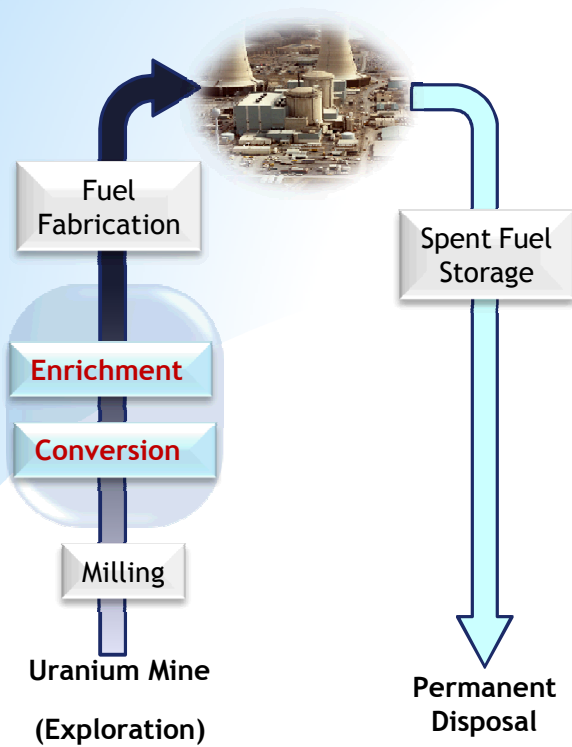 Fuel
Fabrication
Enrichment
Conversion
Milling
Uranium Mine
(Exploration)
Spent Fuel
Storage
Permanent
Disposal